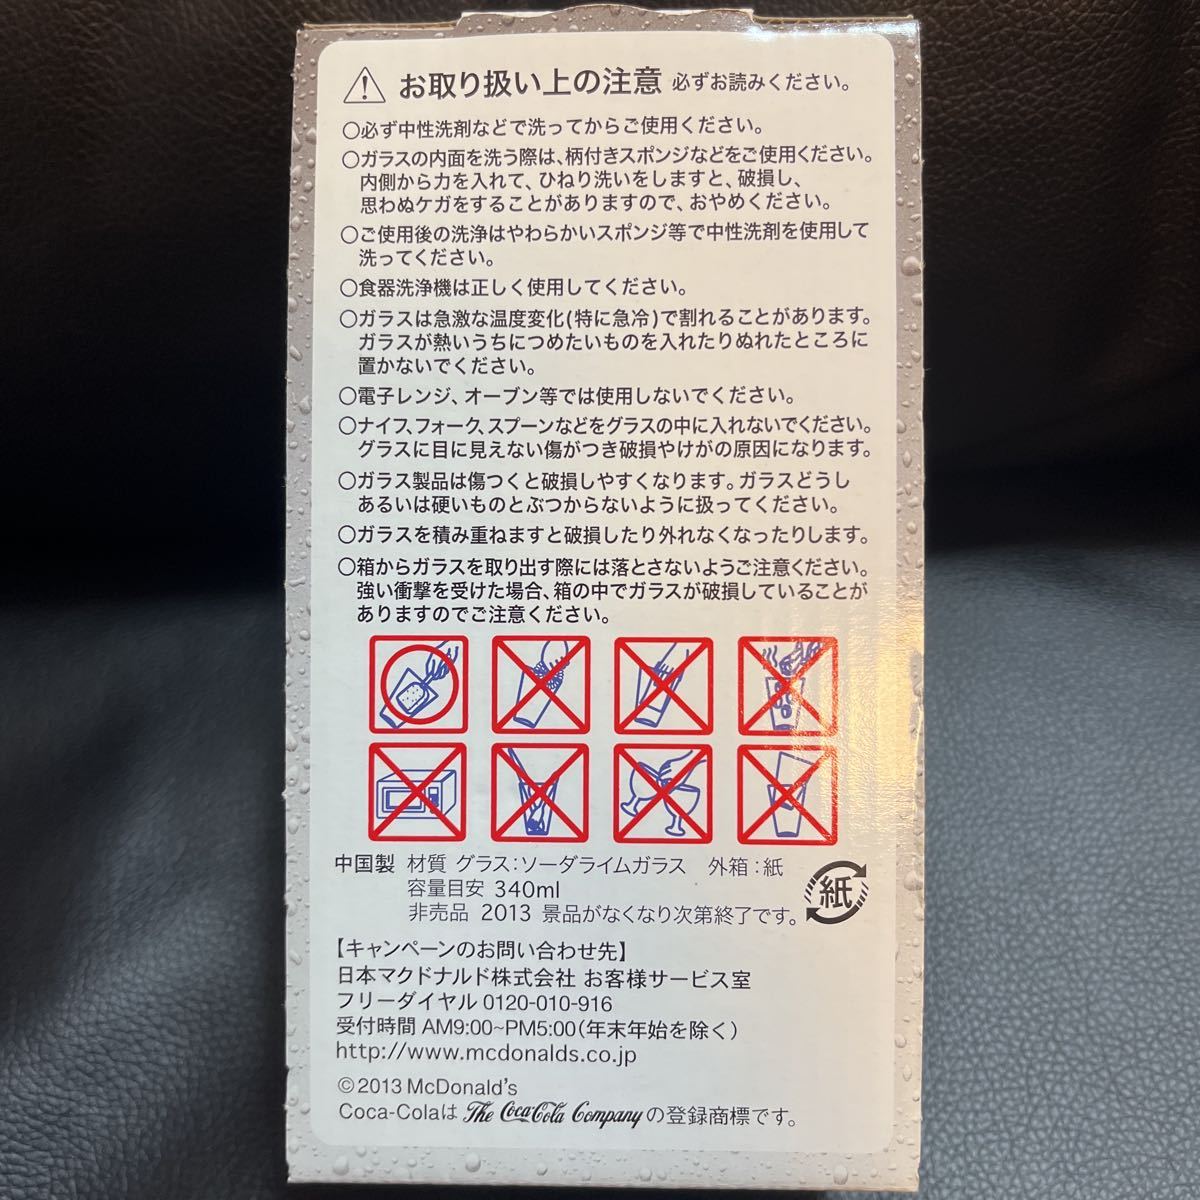 お取り扱い上の注意 必ずお読みください。
○必ず中性洗剤などで洗ってからご使用ください。
○ガラスの内面を洗う際は、柄付きスポンジなどをご使用ください。
内側から力を入れて、ひねり洗いをしますと、破損し、
思わぬケガをすることがありますので、おやめください。
○ご使用後の洗浄はやわらかいスポンジ等で中性洗剤を使用して
洗ってください。
○食器洗浄機は正しく使用してください。
○ガラスは急激な温度変化(特に急冷)で割れることがあります。
ガラスが熱いうちにつめたいものを入れたりぬれたところに
置かないでください。
○電子レンジ、オーブン等では使用しないでください。
○ナイフ、フォーク、スプーンなどをグラスの中に入れないでください。
グラスに目に見えない傷がつき破損やけがの原因になります。
○ガラス製品は傷つくと破損しやすくなります。ガラスどうし
あるいは硬いものとぶつからないように扱ってください。
○ガラスを積み重ねますと破損したり外れなくなったりします。
○箱からガラスを取り出す際には落とさないようご注意ください。
強い衝撃を受けた場合、箱の中でガラスが破損していることが
ありますのでご注意ください。
中国製 材質 グラス:ソーダライムガラス 外箱:紙
容量目安 340ml
非売品 2013 景品がなくなり次第終了です。
紙
【キャンペーンのお問い合わせ先】
日本マクドナルド株式会社 お客様サービス室
フリーダイヤル 0120-010-916
受付時間 AM9:00~PM5:00(年末年始を除く)
http://www.mcdonalds.co.jp
©2013 McDonald's
Coca-Colaは The Coca-Cola Company の登録商標です。